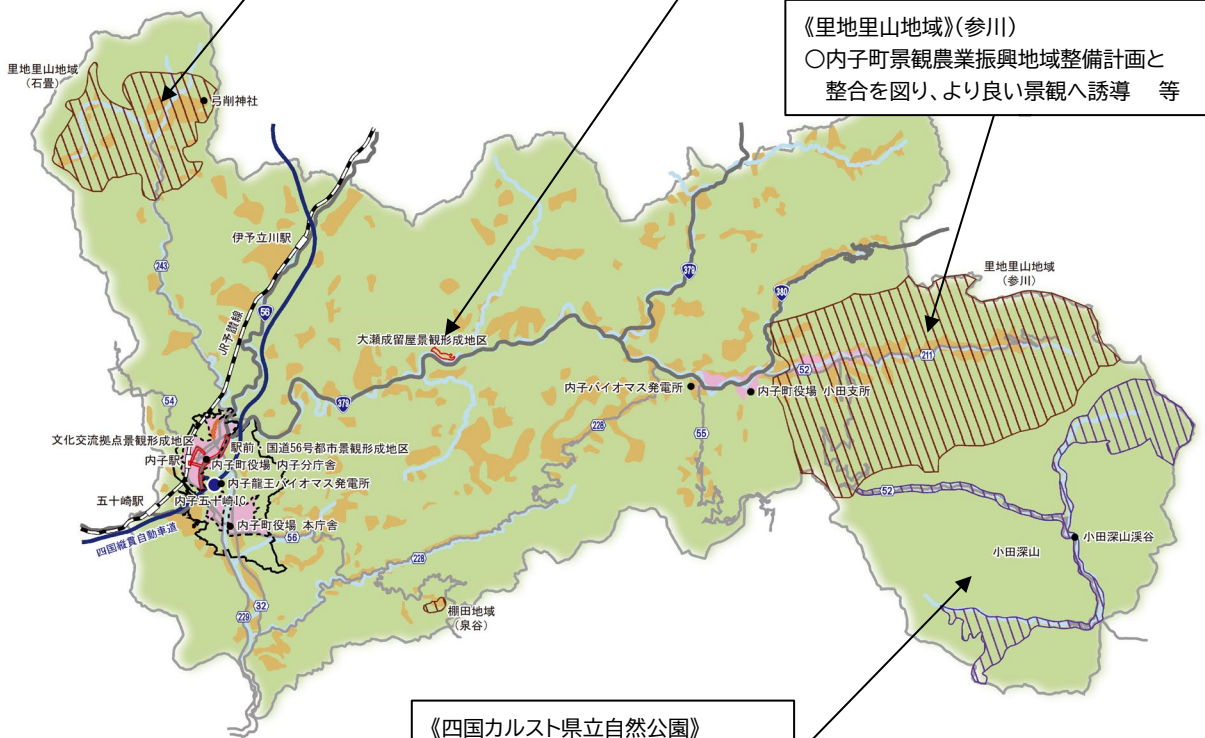 《里地里山地域》(参川)
○内子町景観農業振興地域整備計画と
整合を図り、より良い景観へ誘導 等
里地里山地域
(石畳)
弓削神社
伊予立川駅
243
56
JR予讃線
379
380
里地里山地域
(参川)
大瀬成留屋景観形成地区
211
52
内子バイオマス発電所
内子町役場 小田支所
379
54
228
55
文化交流拠点景観形成地区
駅前・国道56号都市景観形成地区
内子駅
内子町役場 内子分庁舎
内子龍王バイオマス発電所
五十崎駅
内子五十崎IC
52
内子町役場 本庁舎
56
四国縦貫自動車道
小田深山
小田深山渓谷
228
32
229
棚田地域
(泉谷)
《四国カルスト県立自然公園》